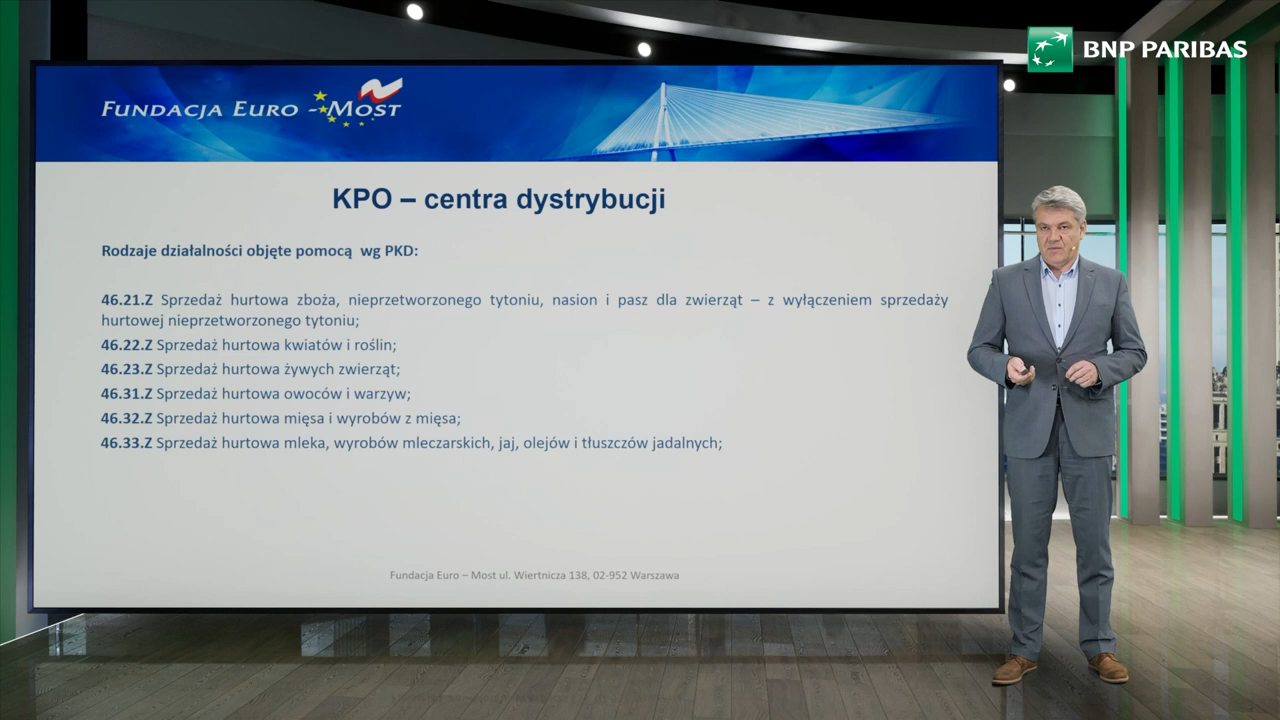 BNP PARIBAS
FUNDACJA EURO - MOST
KPO – centra dystrybucji
Rodzaje działalności objęte pomocą wg PKD:
46.21.Z Sprzedaż hurtowa zboża, nieprzetworzonego tytoniu, nasion i pasz dla zwierząt – z wyłączeniem sprzedaży
hurtowej nieprzetworzonego tytoniu;
46.22.Z Sprzedaż hurtowa kwiatów i roślin;
46.23.Z Sprzedaż hurtowa żywych zwierząt;
46.31.Z Sprzedaż hurtowa owoców i warzyw;
46.32.Z Sprzedaż hurtowa mięsa i wyrobów z mięsa;
46.33.Z Sprzedaż hurtowa mleka, wyrobów mleczarskich, jaj, olejów i tłuszczów jadalnych;
Fundacja Euro – Most ul. Wiertnicza 138, 02-952 Warszawa